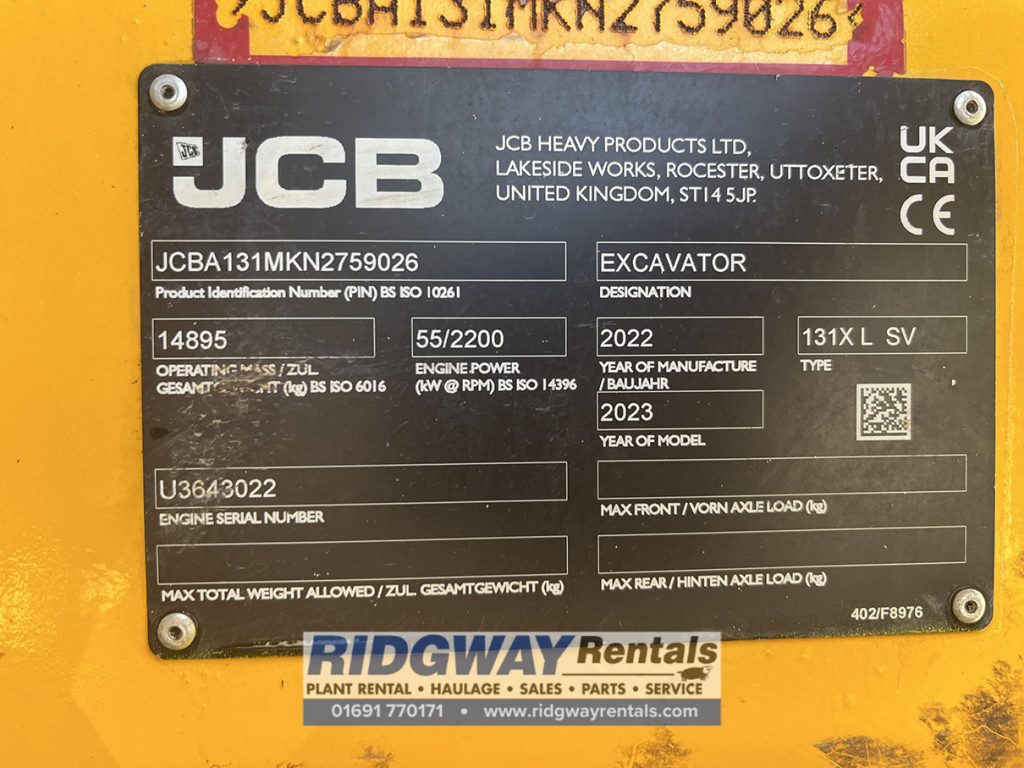 JCBA131MKN2759026
JCB
JCB HEAVY PRODUCTS LTD,
LAKESIDE WORKS, ROCESTER, UTTOXETER,
UNITED KINGDOM, ST14 5JP.
UK
CA
CE
JCBA131MKN2759026
Product Identification Number (PIN) BS ISO 10261
EXCAVATOR
DESIGNATION
14895
OPERATING MASS / ZUL.
GESAMTGEWICHT (kg) BS ISO 6016
55/2200
ENGINE POWER
(kW @ RPM) BS ISO 14396
2022
YEAR OF MANUFACTURE
/ BAUJAHR
131X L SV
TYPE
2023
YEAR OF MODEL
U3643022
ENGINE SERIAL NUMBER
MAX FRONT / VORN AXLE LOAD (kg)
MAX TOTAL WEIGHT ALLOWED / ZUL. GESAMTGEWICHT (kg)
MAX REAR / HINTEN AXLE LOAD (kg)
402/F8976
RIDGWAY Rentals
PLANT RENTAL • HAULAGE • SALES • PARTS • SERVICE
01691 770171 • www.ridgwayrentals.com